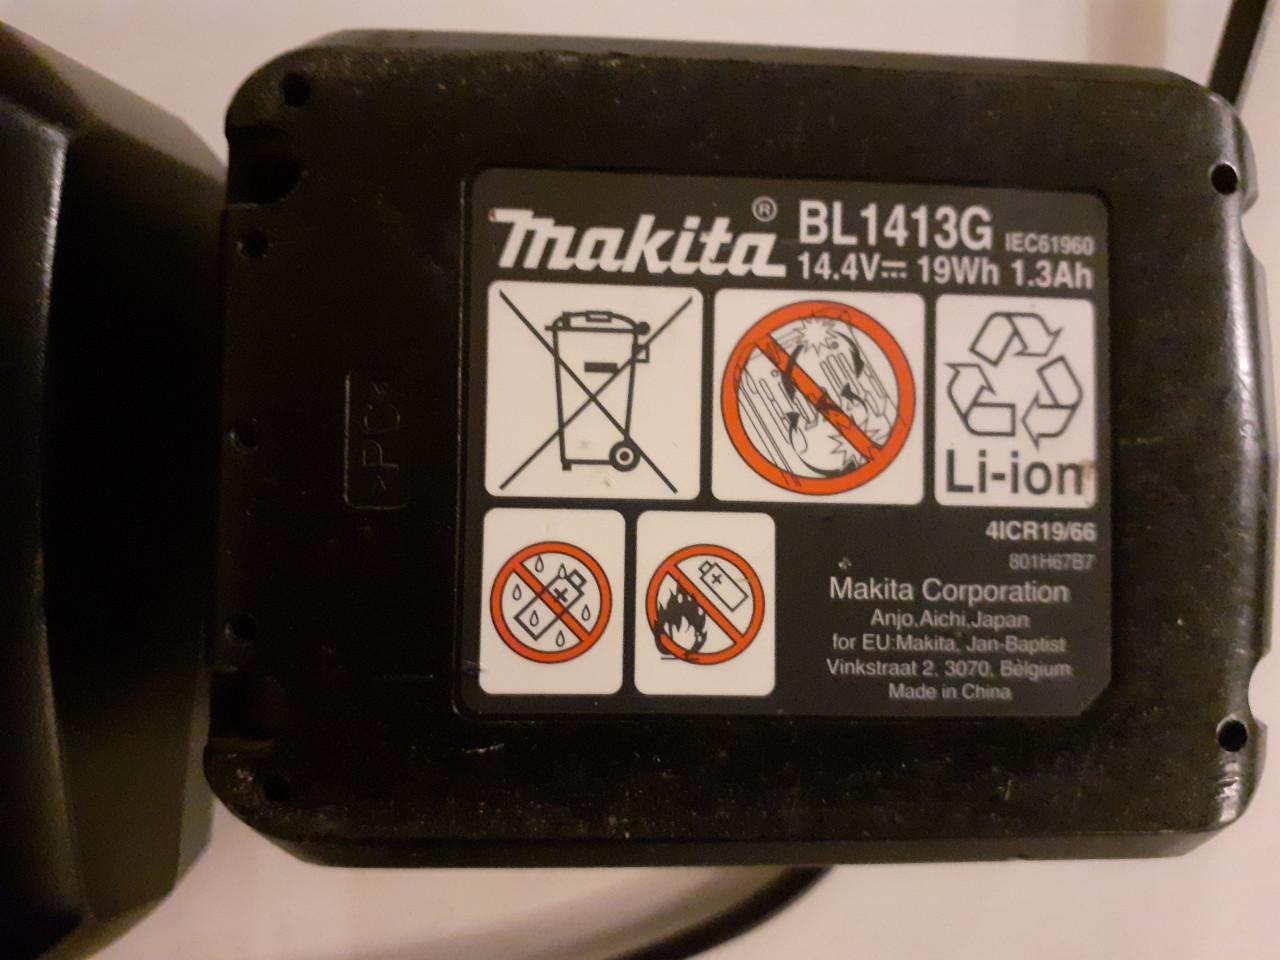 makita® BL1413G IEC61960
14.4V⎓ 19Wh 1.3Ah
Li-ion
4ICR19/66
801H67B7
Makita Corporation
Anjo,Aichi,Japan
for EU:Makita, Jan-Baptist
Vinkstraat 2, 3070, Belgium
Made in China
>PC<